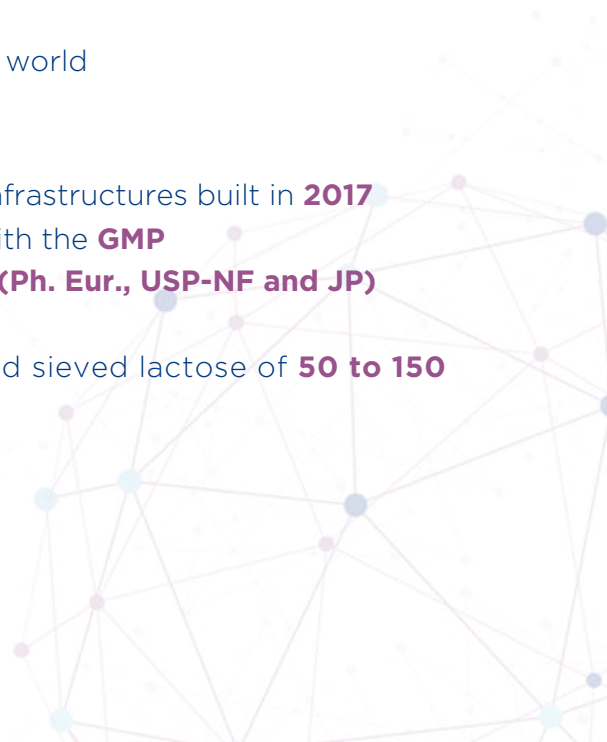 world
nfrastructures built in 2017
ith the GMP
(Ph. Eur., USP-NF and JP)
d sieved lactose of 50 to 150